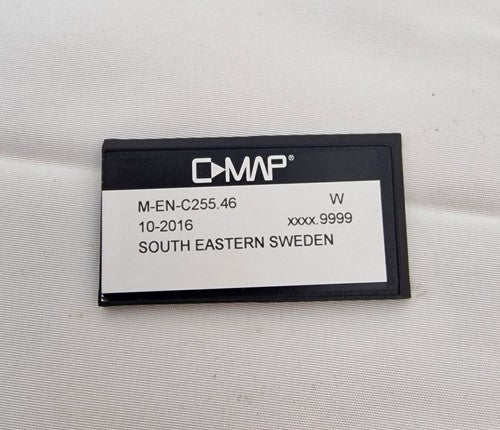 C-MAP®
M-EN-C255.46 W
10-2016 xxxx.9999
SOUTH EASTERN SWEDEN